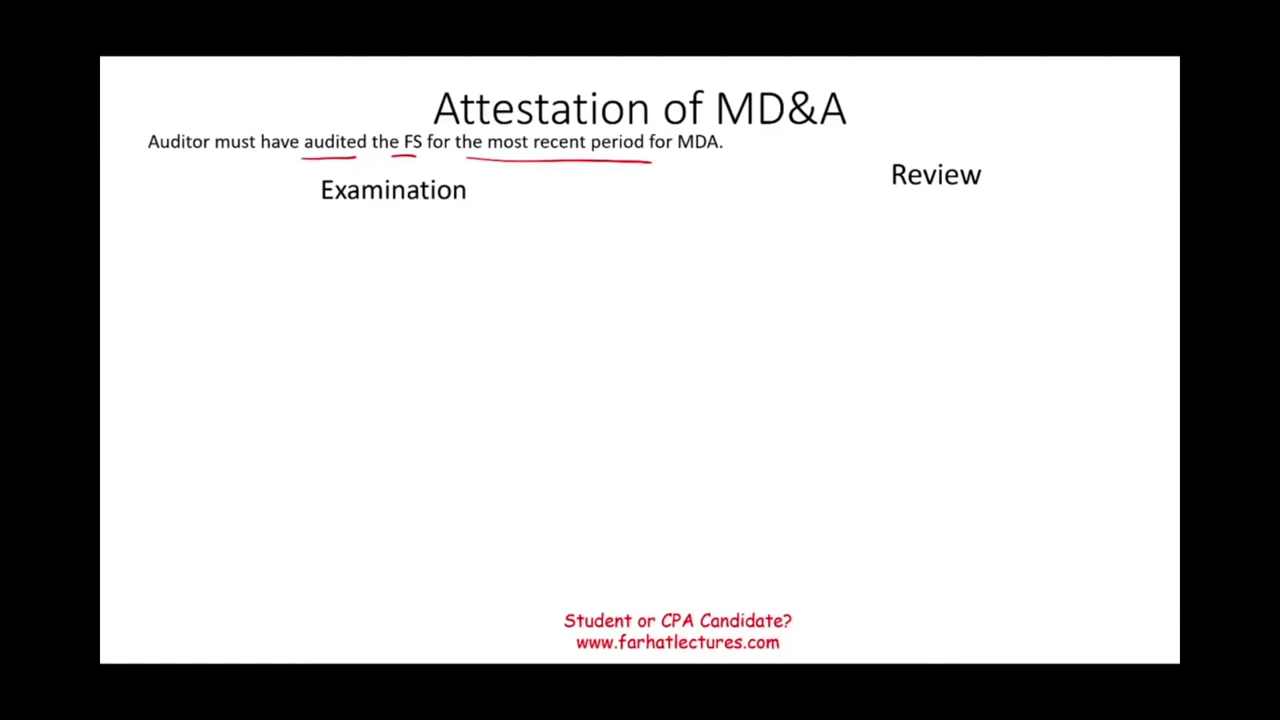 Attestation of MD&A
Auditor must have audited the FS for the most recent period for MDA.
Examination
Review
Student or CPA Candidate?
www.farhatlectures.com